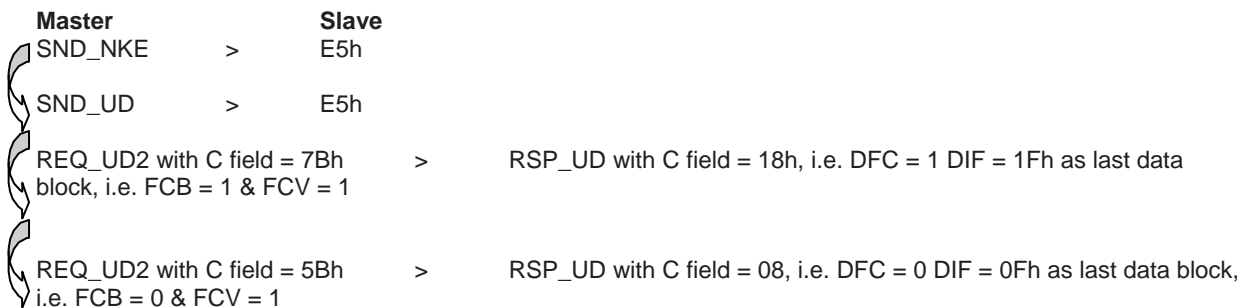 Master Slave
SND_NKE > E5h
SND_UD > E5h
REQ_UD2 with C field = 7Bh > RSP_UD with C field = 18h, i.e. DFC = 1 DIF = 1Fh as last data
block, i.e. FCB = 1 & FCV = 1
REQ_UD2 with C field = 5Bh > RSP_UD with C field = 08, i.e. DFC = 0 DIF = 0Fh as last data block,
i.e. FCB = 0 & FCV = 1